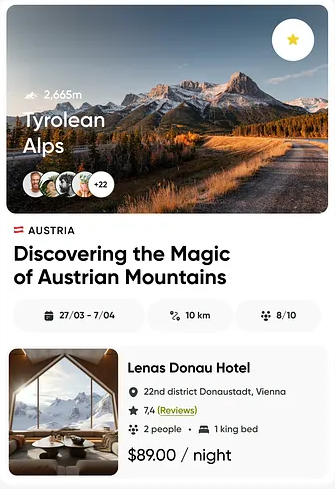 2,665m
Tyrolean
Alps
+22
AUSTRIA
Discovering the Magic
of Austrian Mountains
27/03 - 7/04
10 km
8/10
Lenas Donau Hotel
22nd district Donaustadt, Vienna
7,4 (Reviews)
2 people • 1 king bed
$89.00 / night